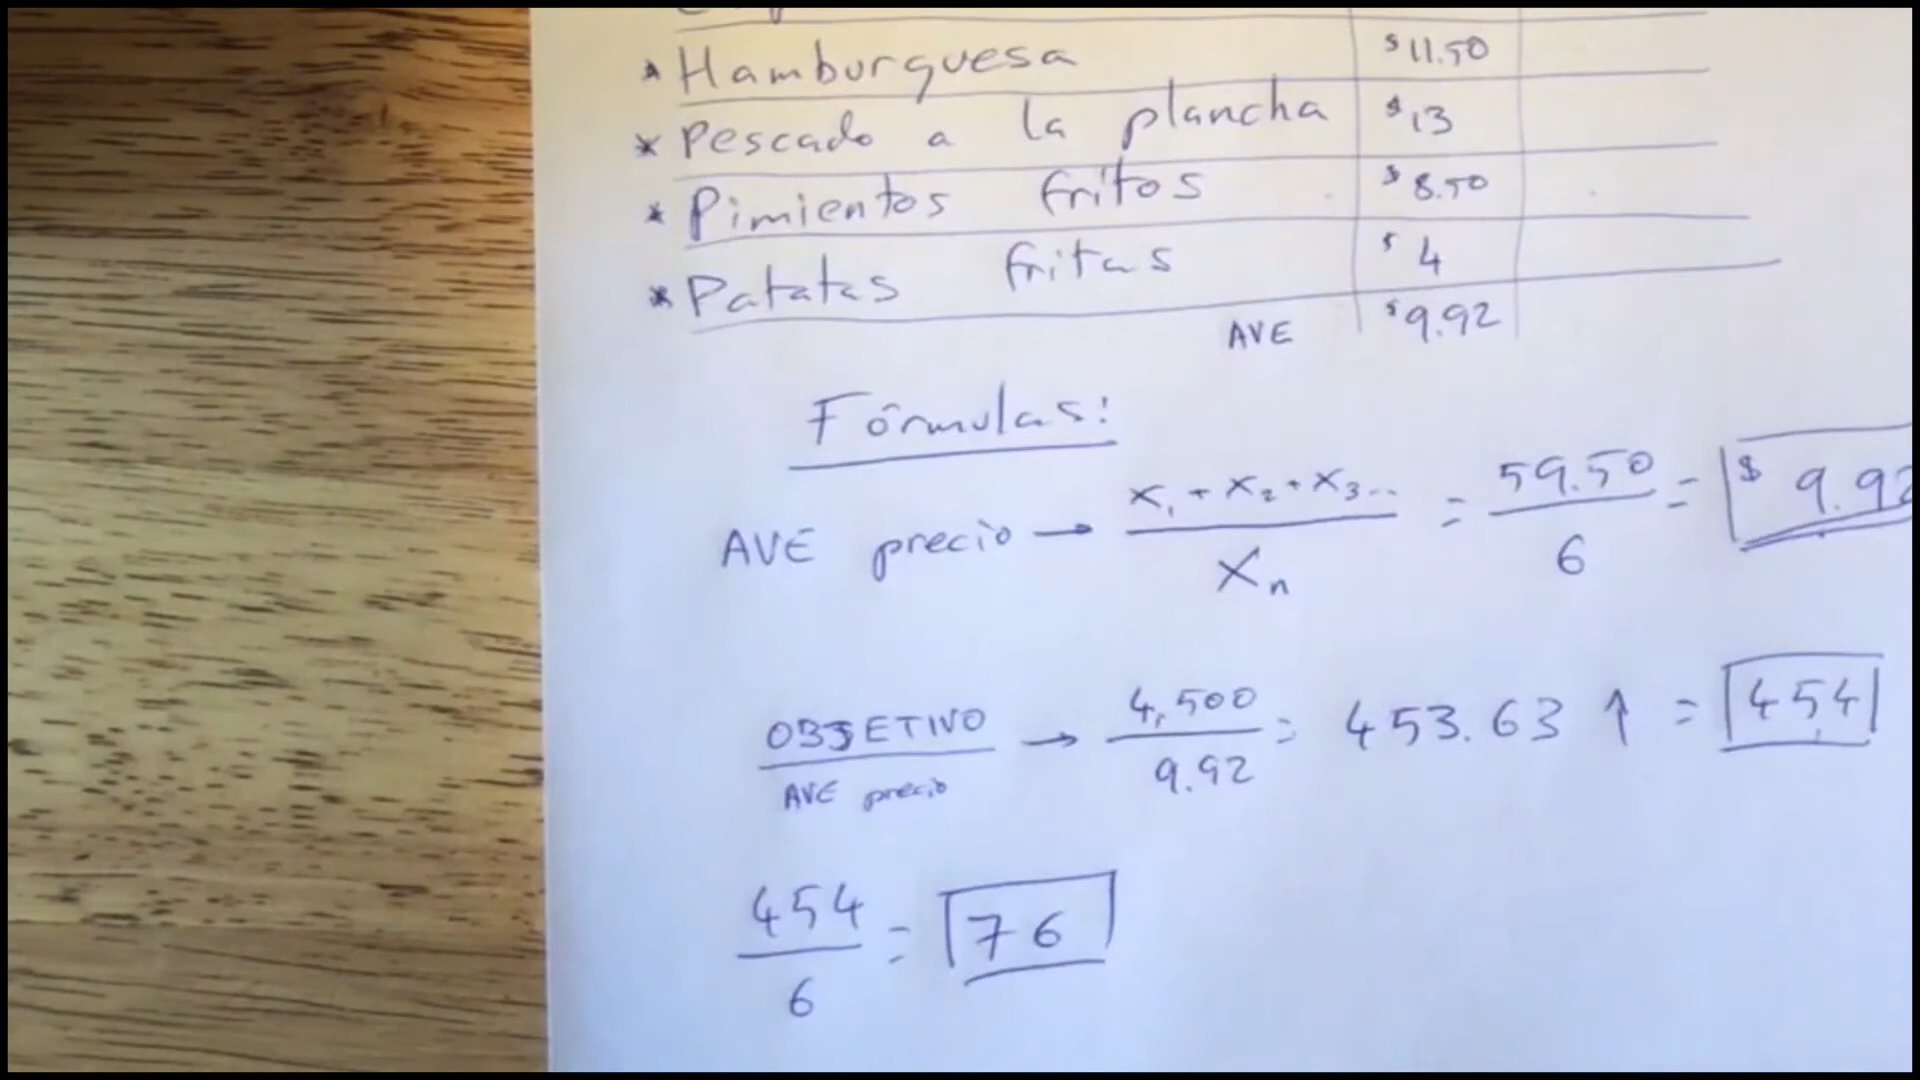 * Hamburguesa $ 11.50
* Pescado a la plancha $ 13
* Pimientos fritos $ 8.50
* Patatas fritas $ 4
AVE $ 9.92
Fórmulas:
AVE precio → x₁ + x₂ + x₃... / Xn = 59.50 / 6 = $ 9.92
OBJETIVO / AVE precio → 4,500 / 9.92 = 453.63 ↑ = 454
454 / 6 = 76